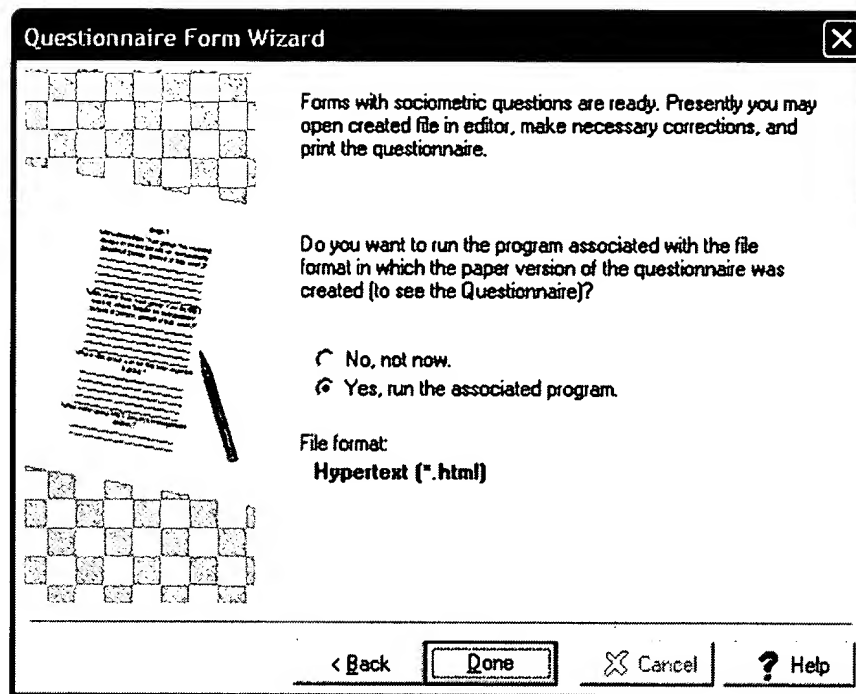 Questionnaire Form Wizard
Forms with sociometric questions are ready. Presently you may
open created file in editor, make necessary corrections, and
print the questionnaire.
Do you want to run the program associated with the file
format in which the paper version of the questionnaire was
created (to see the Questionnaire)?
No, not now.
Yes, run the associated program.
File format:
Hypertext (*.html)
< Back
Done
Cancel
? Help